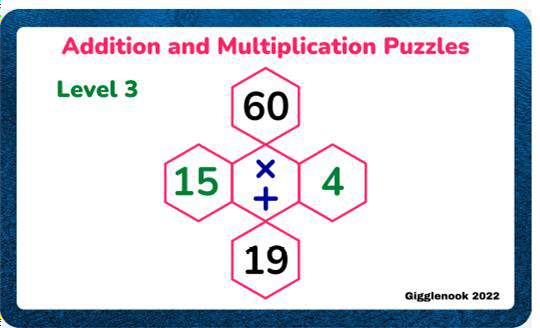 Addition and Multiplication Puzzles
Level 3
60
15 × 4
+
19
Gigglenook 2022